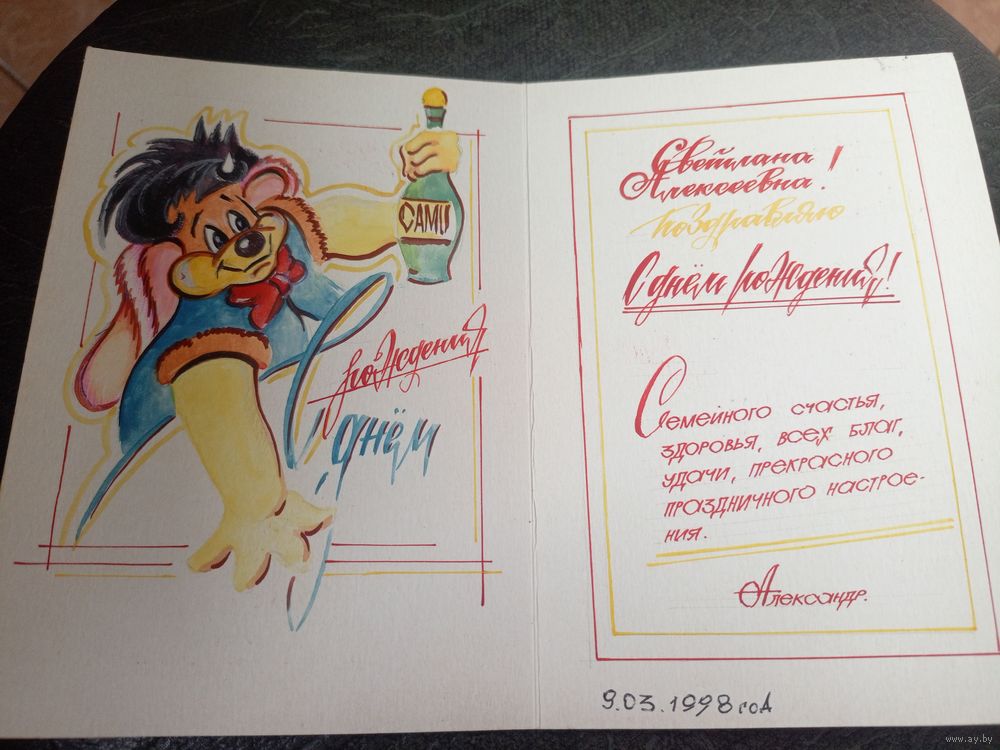 САМИ
рождения
С днём
Светлана
Алексеевна!
поздравляю
С днём рождения!
Семейного счастья,
здоровья, всех благ,
удачи, прекрасного
праздничного настрое-
ния.
Александр.
9.03.1998 год
www.ay.by